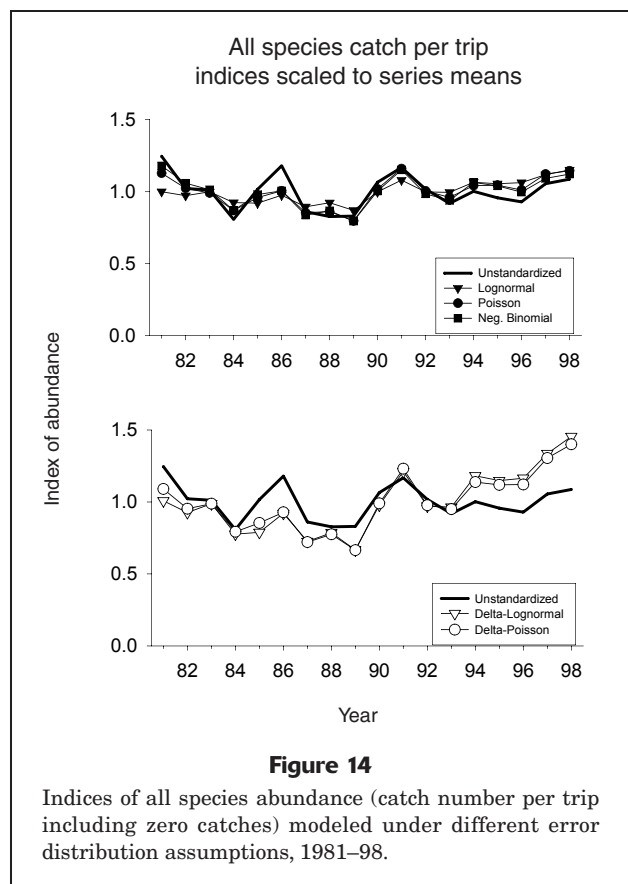 All species catch per trip
indices scaled to series means
1.5
1.0
0.5
0.0
Unstandardized
Lognormal
Poisson
Neg. Binomial
82 84 86 88 90 92 94 96 98
Index of abundance
1.5
1.0
0.5
0.0
Unstandardized
Delta-Lognormal
Delta-Poisson
82 84 86 88 90 92 94 96 98
Year
Figure 14
Indices of all species abundance (catch number per trip
including zero catches) modeled under different error
distribution assumptions, 1981–98.